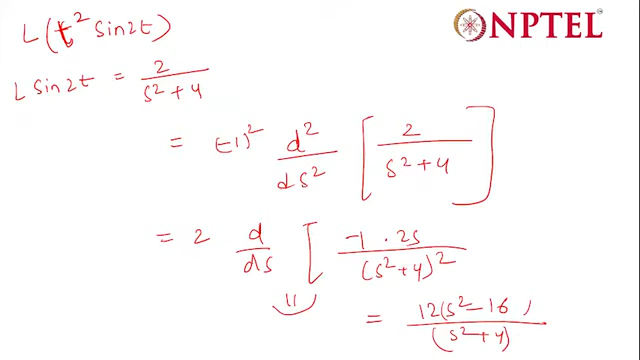 L(t² sin2t)
NPTEL
L sin2t = 2/(s²+4)
= (-1)² d²/ds² [2/(s²+4)]
= 2 d/ds [-1·2s/(s²+4)²
= 12(s²-16)/(s²+4)